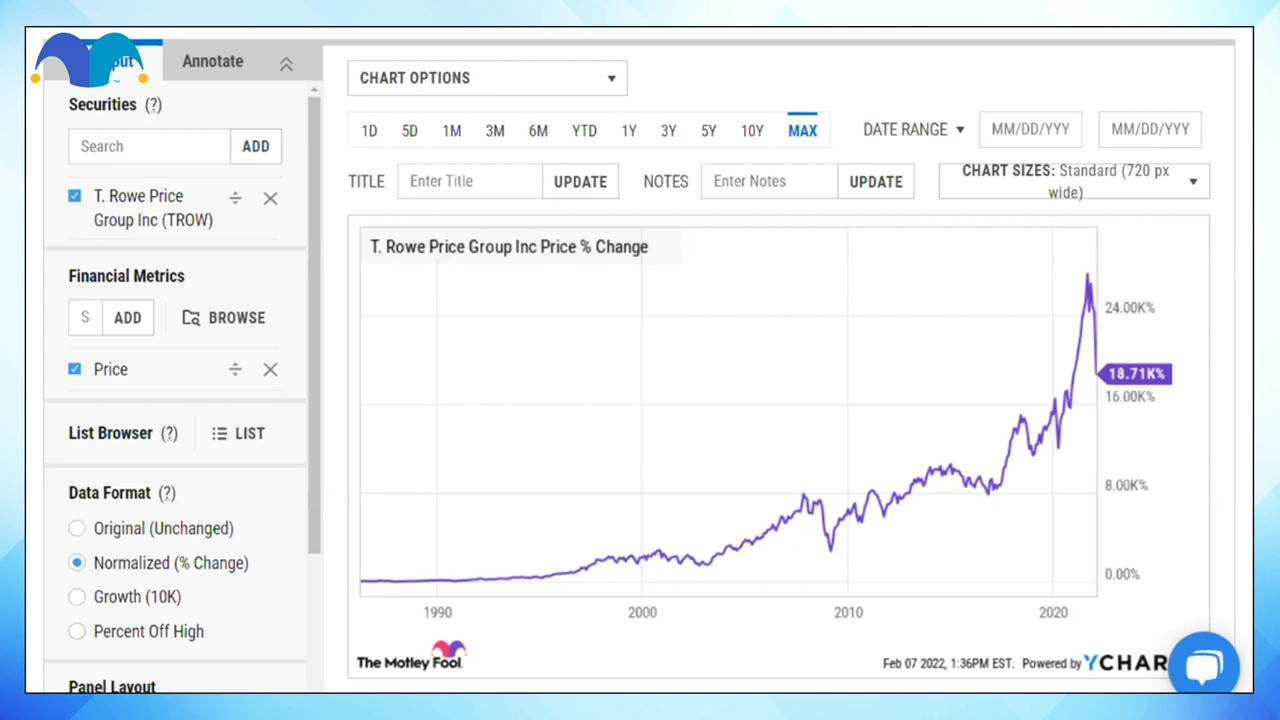 Annotate
Securities (?)
Search
ADD
T. Rowe Price
Group Inc (TROW)
Financial Metrics
S
ADD
BROWSE
Price
List Browser (?)
LIST
Data Format (?)
Original (Unchanged)
Normalized (% Change)
Growth (10K)
Percent Off High
Panel Layout
CHART OPTIONS
1D 5D 1M 3M 6M YTD 1Y 3Y 5Y 10Y MAX
DATE RANGE
MM/DD/YYY
MM/DD/YYY
TITLE
Enter Title
UPDATE
NOTES
Enter Notes
UPDATE
CHART SIZES: Standard (720 px
wide)
T. Rowe Price Group Inc Price % Change
24.00K%
18.71K%
16.00K%
8.00K%
0.00%
1990 2000 2010 2020
The Motley Fool.
Feb 07 2022, 1:36PM EST. Powered by YCHAR